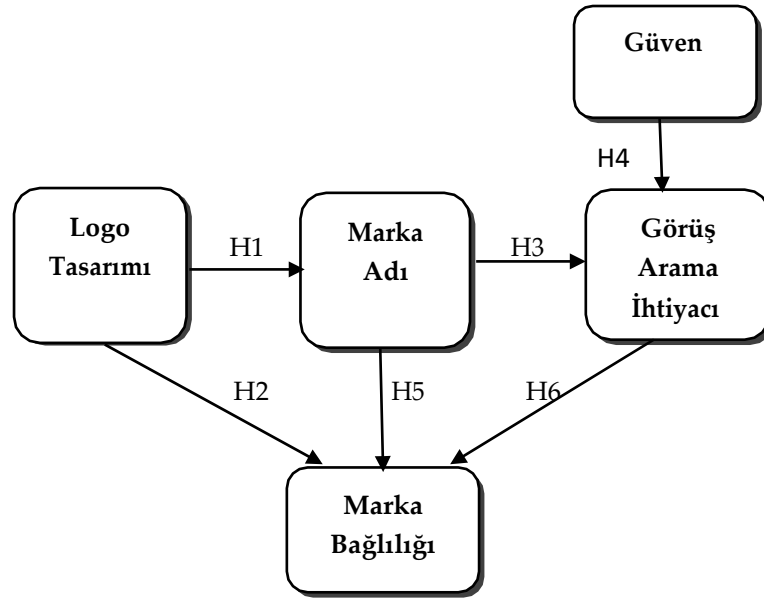 Güven
H4
Logo
Tasarımı
H1
Marka
Adı
H3
Görüş
Arama
İhtiyacı
H2
H5
H6
Marka
Bağlılığı